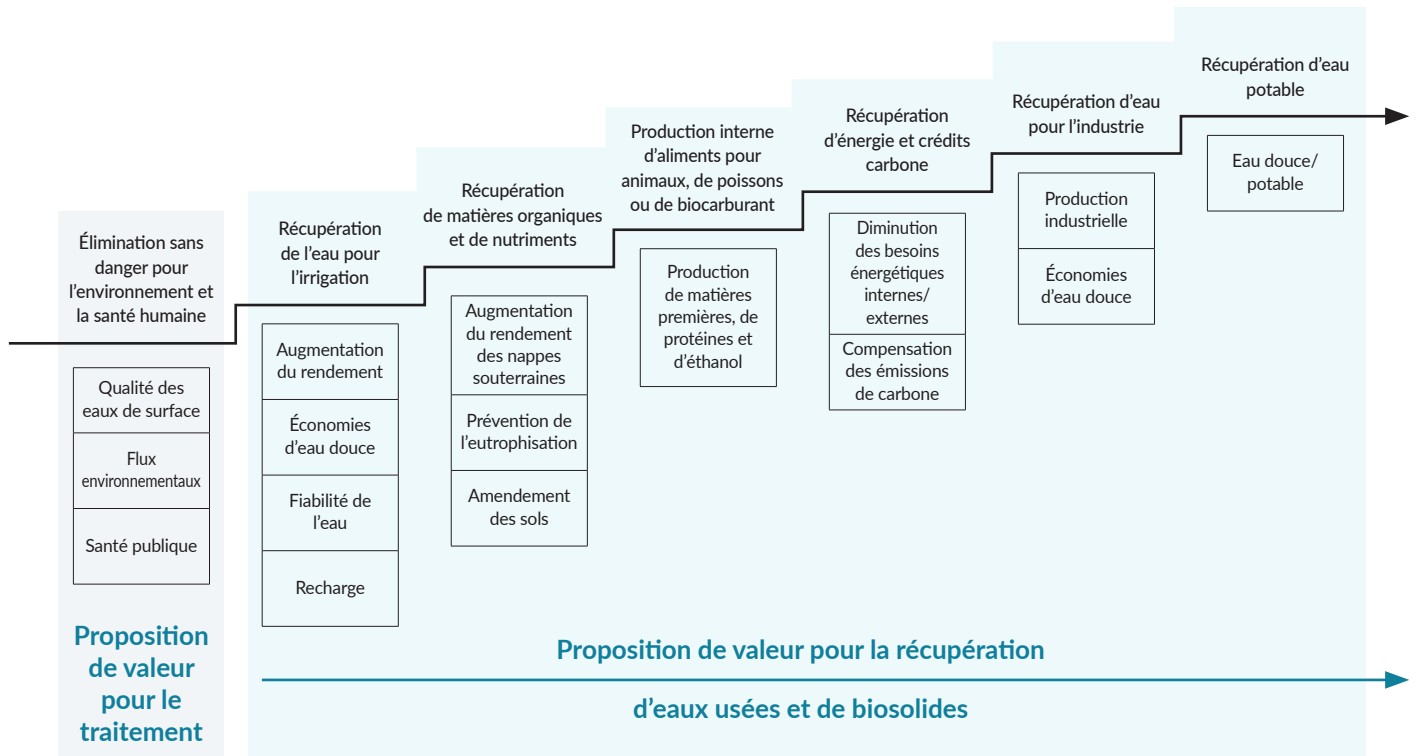 Élimination sans
danger pour
l’environnement et
la santé humaine
Qualité des
eaux de surface
Flux
environnementaux
Santé publique
Proposition
de valeur
pour le
traitement
Récupération
de l’eau pour
l’irrigation
Augmentation
du rendement
Économies
d’eau douce
Fiabilité de
l’eau
Recharge
Récupération
de matières organiques
et de nutriments
Augmentation
du rendement
des nappes
souterraines
Prévention de
l’eutrophisation
Amendement
des sols
Production interne
d’aliments pour
animaux, de poissons
ou de biocarburant
Production
de matières
premières, de
protéines et
d’éthanol
Récupération
d’énergie et crédits
carbone
Diminution
des besoins
énergétiques
internes/
externes
Compensation
des émissions
de carbone
Récupération d’eau
pour l’industrie
Production
industrielle
Économies
d’eau douce
Récupération d’eau
potable
Eau douce/
potable
Proposition de valeur pour la récupération
d’eaux usées et de biosolides